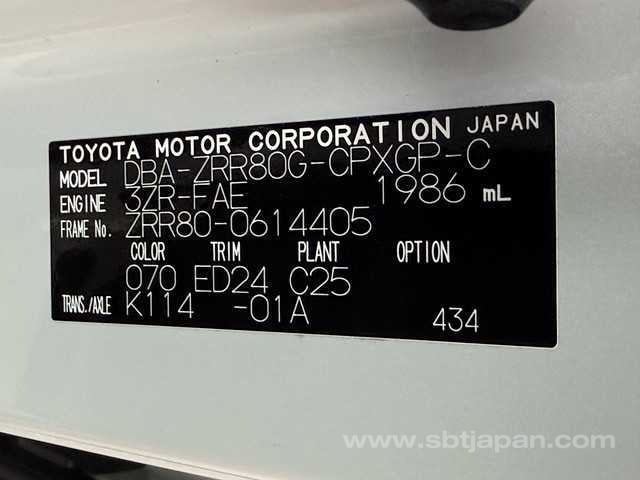 TOYOTA MOTOR CORPORATION JAPAN
MODEL DBA-ZRR80G-CPXGP-C
ENGINE 3ZR-FAE 1986 mL
FRAME No. ZRR80-0614405
COLOR TRIM PLANT OPTION
070 ED24 C25
TRANS./AXLE K114 -01A 434
www.sbtjapan.com